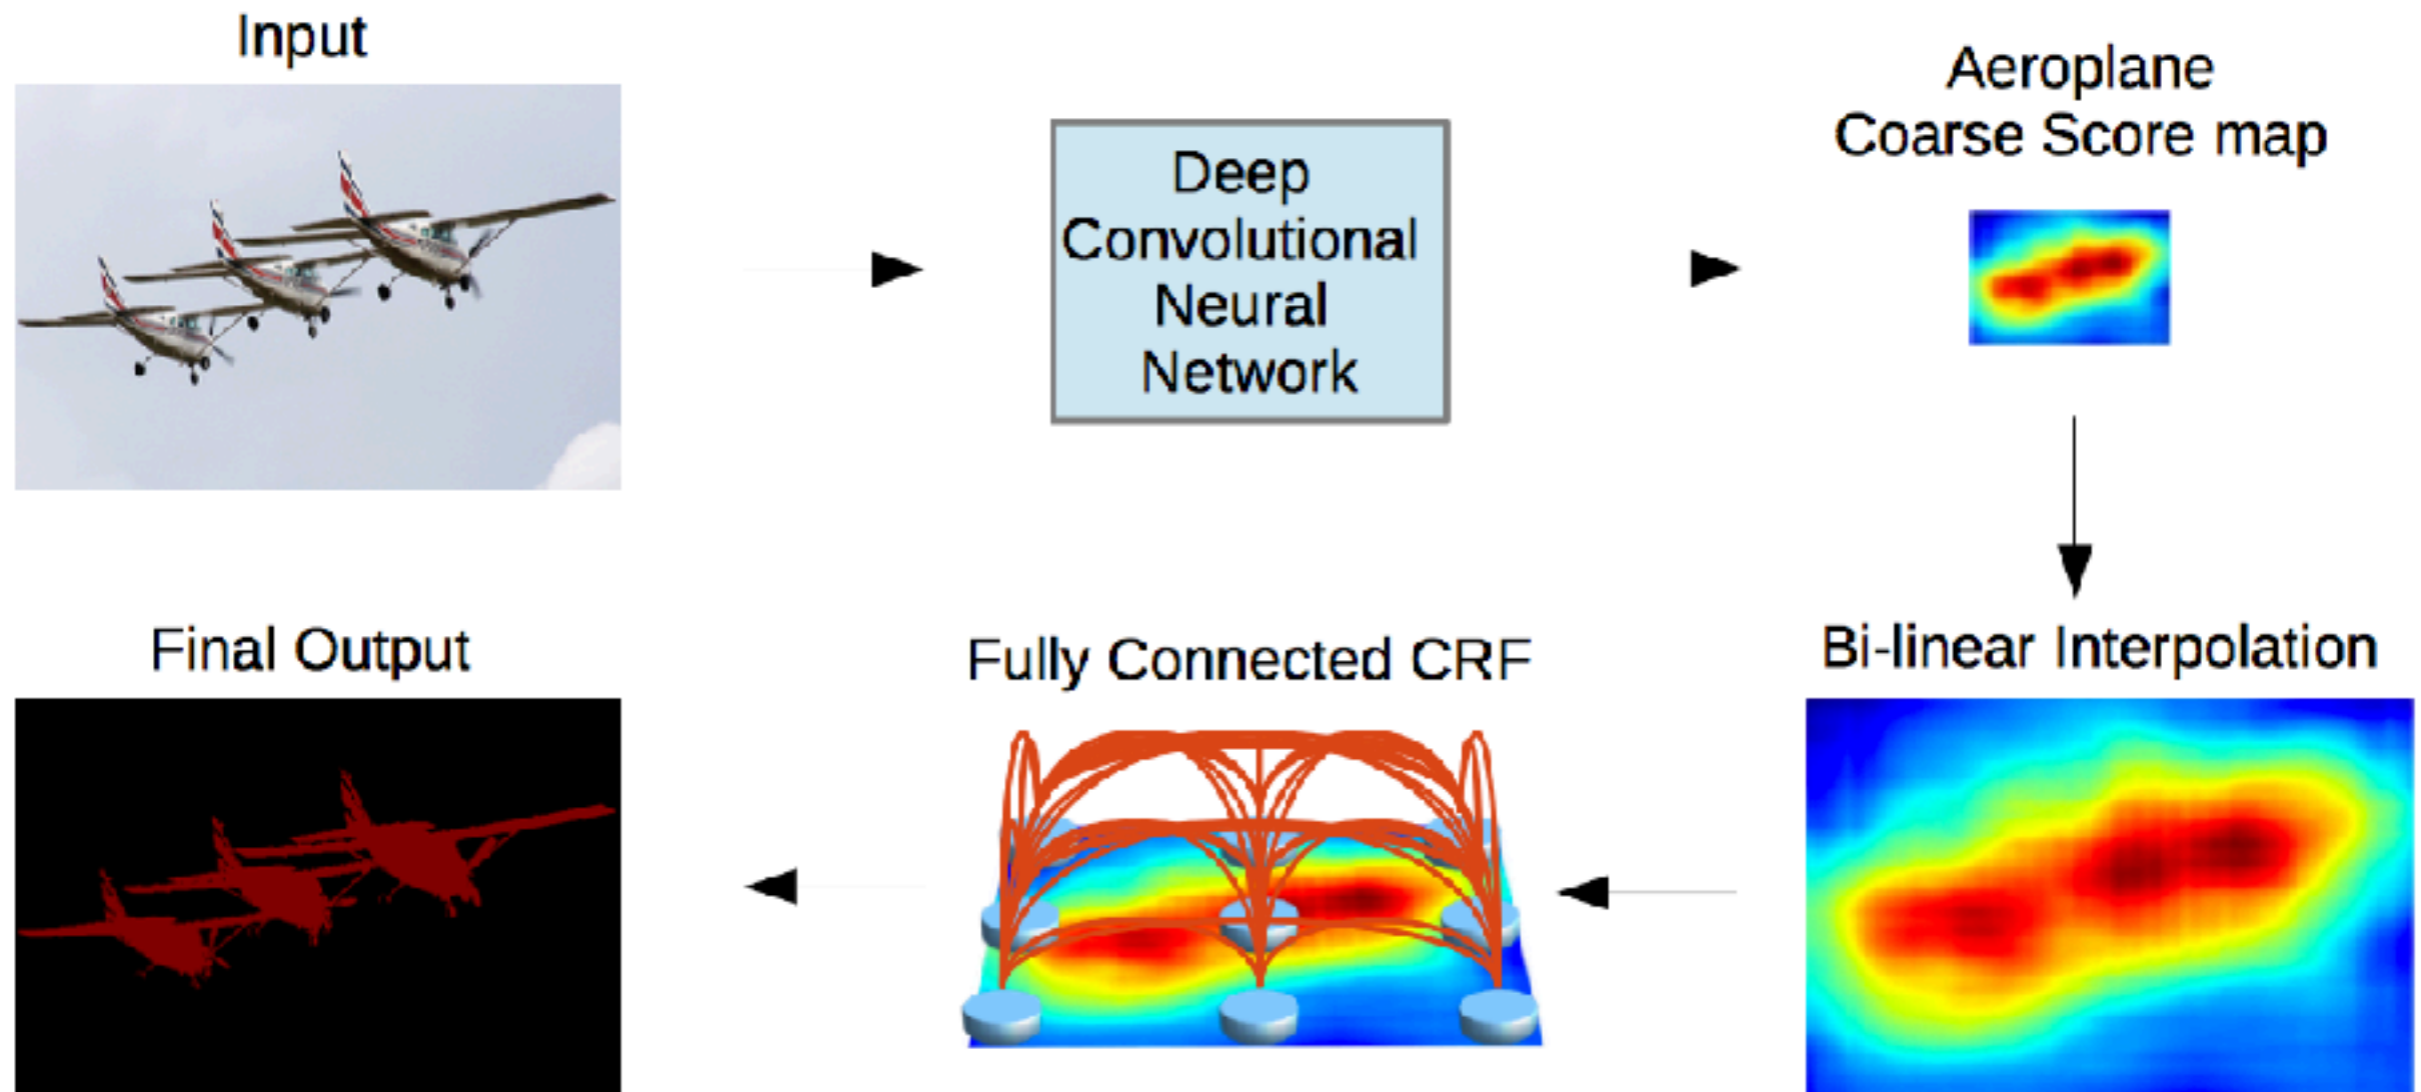 Input
Deep
Convolutional
Neural
Network
Aeroplane
Coarse Score map
Final Output
Fully Connected CRF
Bi-linear Interpolation